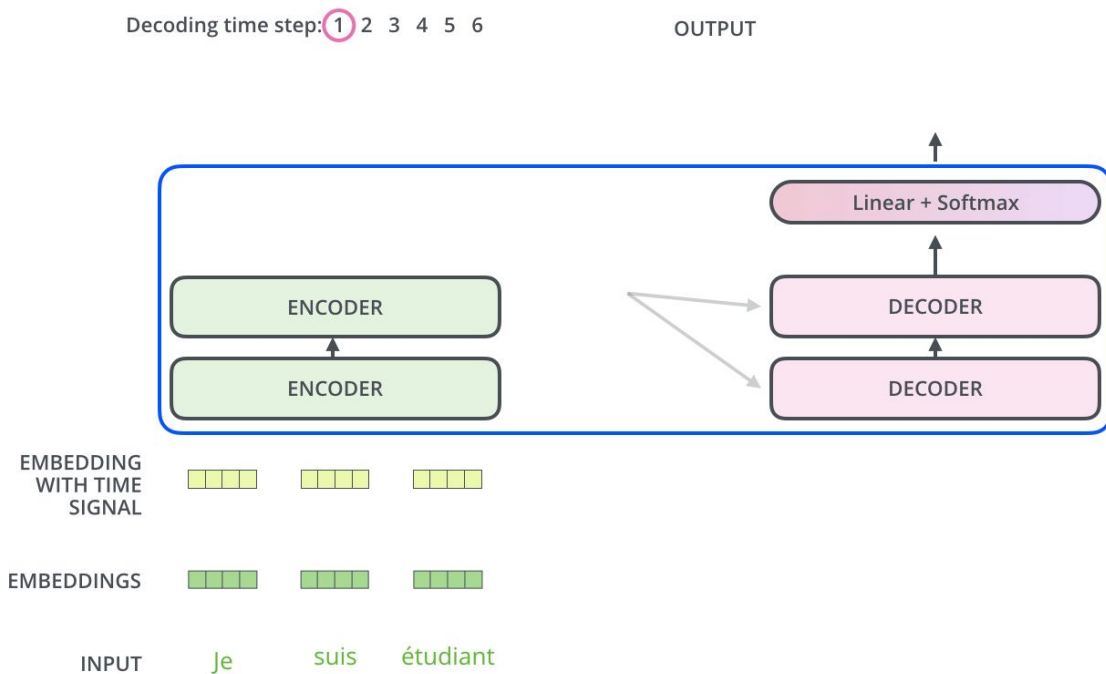 Decoding time step: 1 2 3 4 5 6
OUTPUT
Linear + Softmax
ENCODER
DECODER
ENCODER
DECODER
EMBEDDING
WITH TIME
SIGNAL
EMBEDDINGS
INPUT
Je suis étudiant